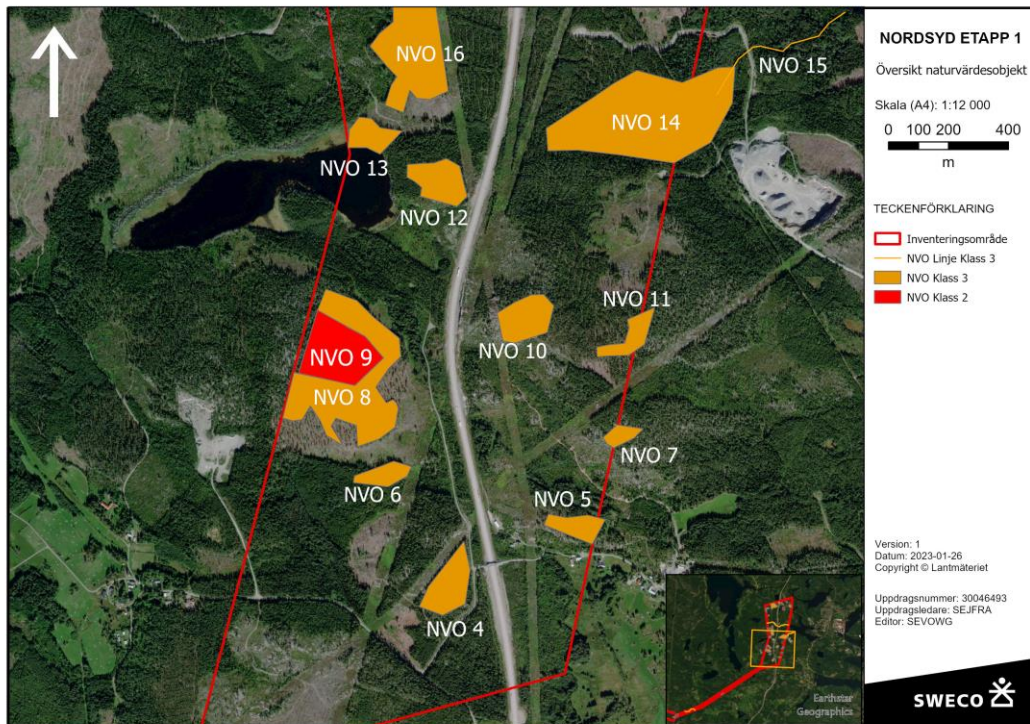 NVO 16
NVO 15
NVO 14
NVO 13
NVO 12
NVO 11
NVO 10
NVO 9
NVO 8
NVO 7
NVO 6
NVO 5
NVO 4
Earthstar
Geographics
NORDSYD ETAPP 1
Översikt naturvärdesobjekt
Skala (A4): 1:12 000
0 100 200 400
m
TECKENFÖRKLARING
Inventeringsområde
NVO Linje Klass 3
NVO Klass 3
NVO Klass 2
Version: 1
Datum: 2023-01-26
Copyright © Lantmäteriet
Uppdragsnummer: 30046493
Uppdragsledare: SEJFRA
Editor: SEVOWG
SWECO